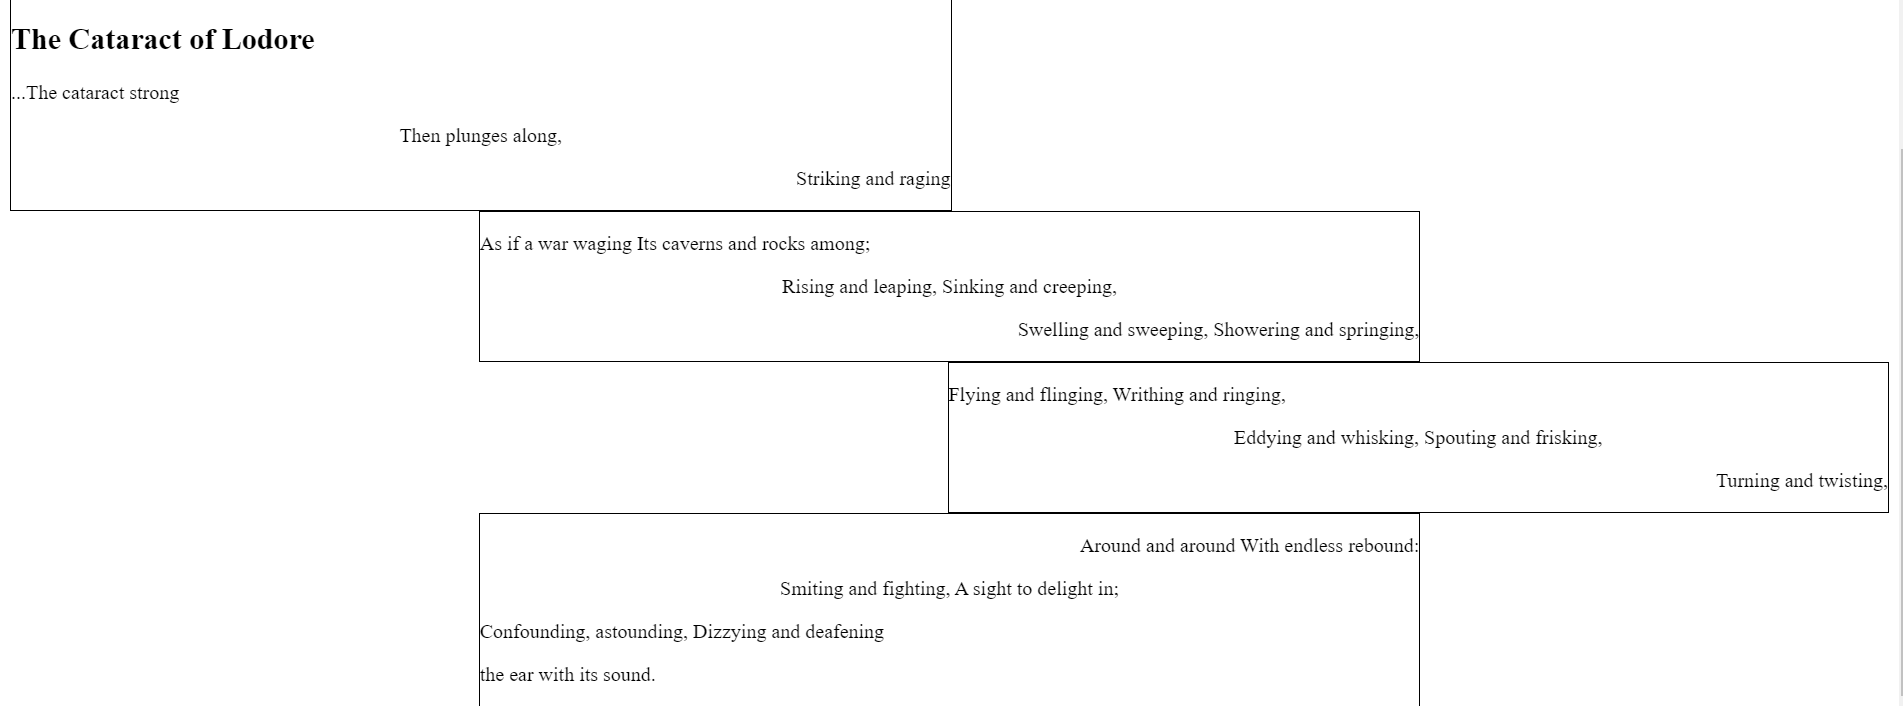 The Cataract of Lodore
...The cataract strong
Then plunges along,
Striking and raging
As if a war waging Its caverns and rocks among;
Rising and leaping, Sinking and creeping,
Swelling and sweeping, Showering and springing,
Flying and flinging, Writhing and ringing,
Eddying and whisking, Spouting and frisking,
Turning and twisting,
Around and around With endless rebound:
Smiting and fighting, A sight to delight in;
Confounding, astounding, Dizzying and deafening
the ear with its sound.